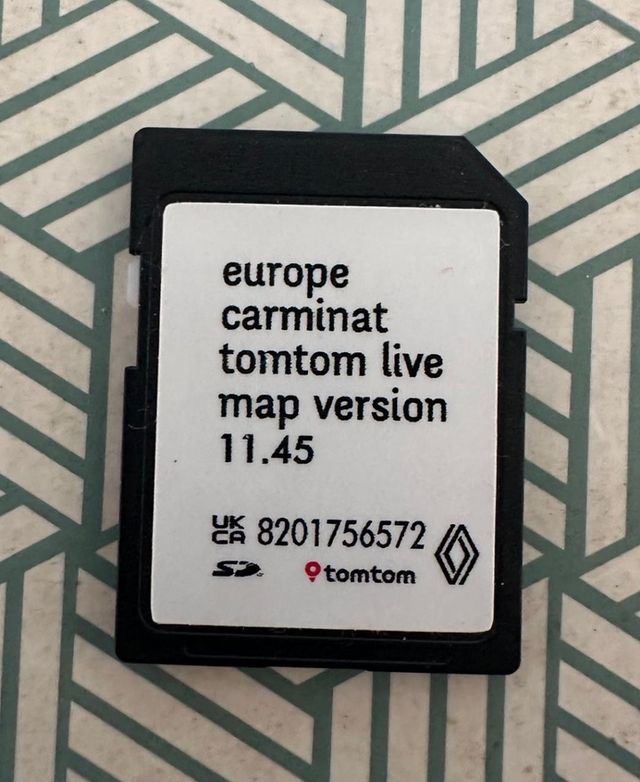 europe
carminat
tomtom live
map version
11.45
UK
CA 8201756572
SD tomtom